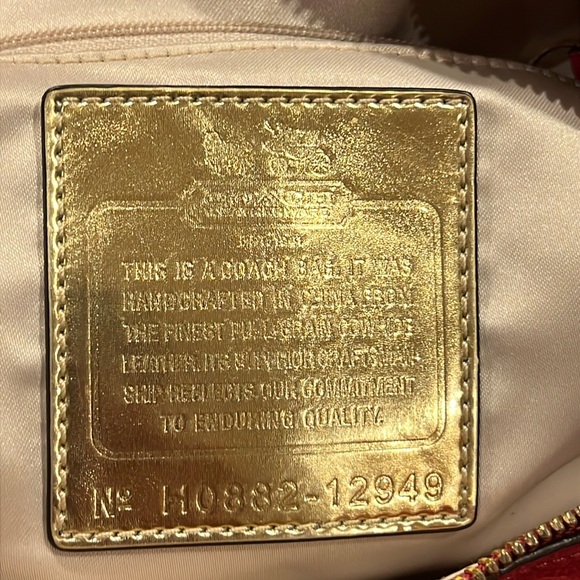 THIS IS A COACH BAG. IT WAS
HANDCRAFTED IN CHINA FROM
THE FINEST FULL-GRAIN COWHIDE
LEATHER. ITS SUPERIOR CRAFTSMAN-
SHIP REFLECTS OUR COMMITMENT
TO ENDURING QUALITY.
Nº H0882-12949